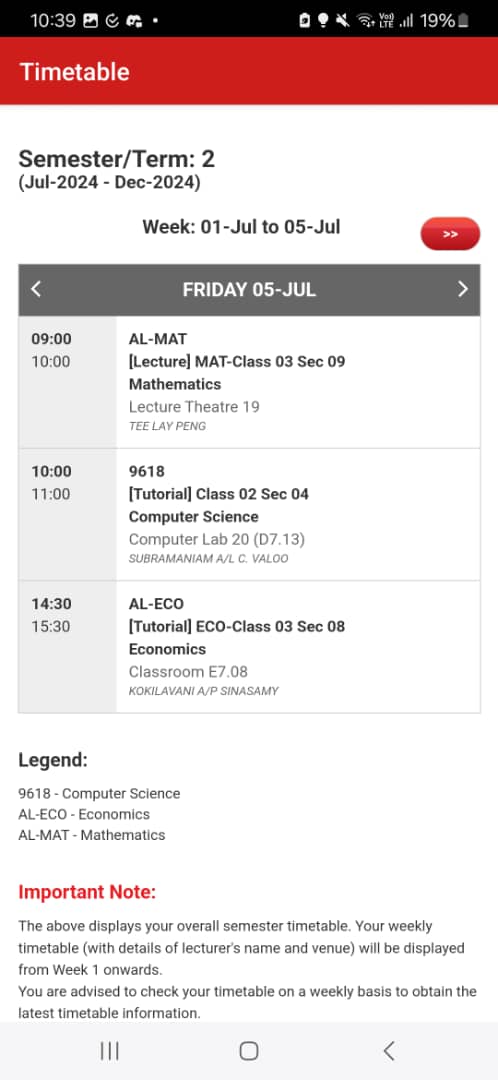 10:39
Vo)) LTE 19%
Timetable
Semester/Term: 2
(Jul-2024 - Dec-2024)
Week: 01-Jul to 05-Jul
>>
FRIDAY 05-JUL
09:00
10:00
AL-MAT
[Lecture] MAT-Class 03 Sec 09
Mathematics
Lecture Theatre 19
TEE LAY PENG
10:00
11:00
9618
[Tutorial] Class 02 Sec 04
Computer Science
Computer Lab 20 (D7.13)
SUBRAMANIAM A/L C. VALOO
14:30
15:30
AL-ECO
[Tutorial] ECO-Class 03 Sec 08
Economics
Classroom E7.08
KOKILAVANI A/P SINASAMY
Legend:
9618 - Computer Science
AL-ECO - Economics
AL-MAT - Mathematics
Important Note:
The above displays your overall semester timetable. Your weekly
timetable (with details of lecturer's name and venue) will be displayed
from Week 1 onwards.
You are advised to check your timetable on a weekly basis to obtain the
latest timetable information.